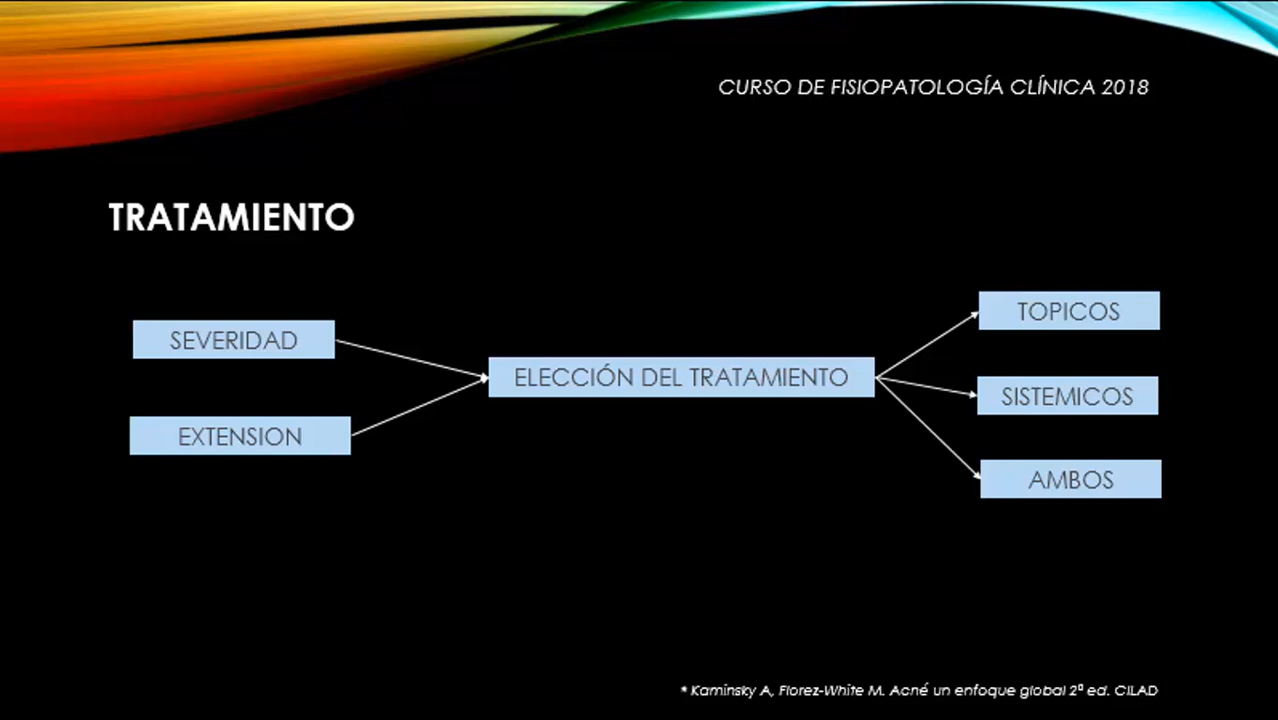 CURSO DE FISIOPATOLOGÍA CLÍNICA 2018
TRATAMIENTO
SEVERIDAD
EXTENSION
ELECCIÓN DEL TRATAMIENTO
TOPICOS
SISTEMICOS
AMBOS
* Kaminsky A, Florez-White M. Acné un enfoque global 2º ed. CILAD